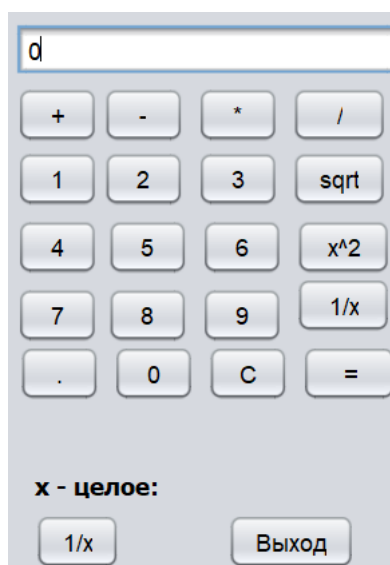 0
+ - * /
1 2 3 sqrt
4 5 6 x^2
7 8 9 1/x
. 0 C =
x - целое:
1/x Выход